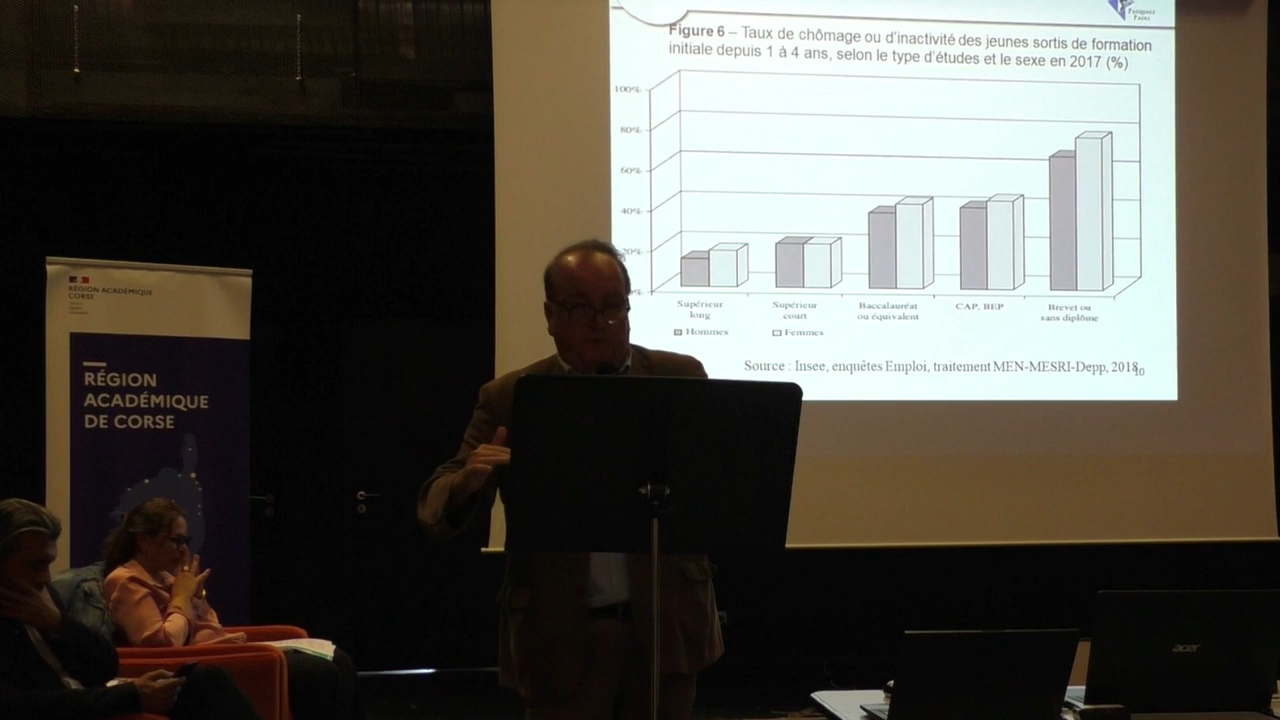 Figure 6 – Taux de chômage ou d'inactivité des jeunes sortis de formation
initiale depuis 1 à 4 ans, selon le type d'études et le sexe en 2017 (%)
100%
80%
60%
40%
20%
Supérieur
long
Supérieur
court
Baccalauréat
ou équivalent
CAP, BEP
Brevet ou
sans diplôme
Hommes
Femmes
Source : Insee, enquêtes Emploi, traitement MEN-MESRI-Depp, 2018
10
RÉGION ACADÉMIQUE
CORSE
RÉGION
ACADÉMIQUE
DE CORSE
acer